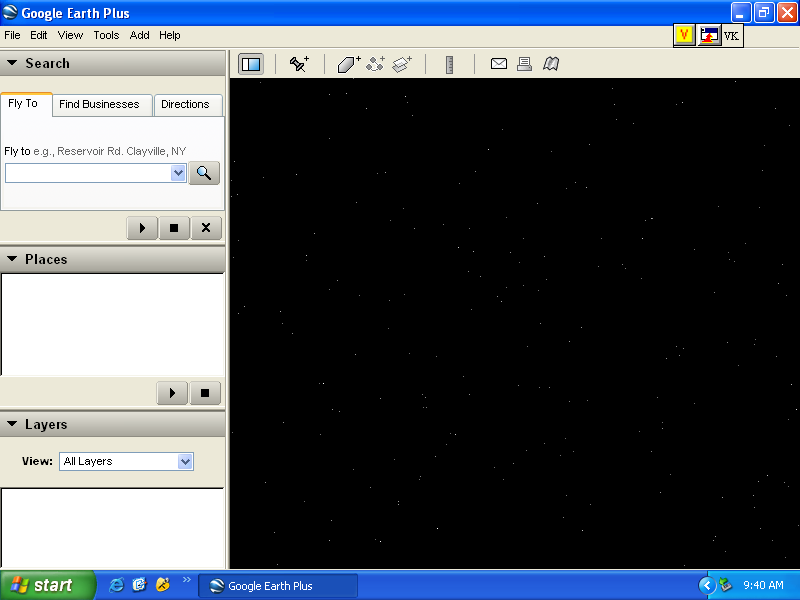 Google Earth Plus
File Edit View Tools Add Help
V VK
Search
Fly To Find Businesses Directions
Fly to e.g., Reservoir Rd. Clayville, NY
Places
Layers
View: All Layers
start Google Earth Plus 9:40 AM